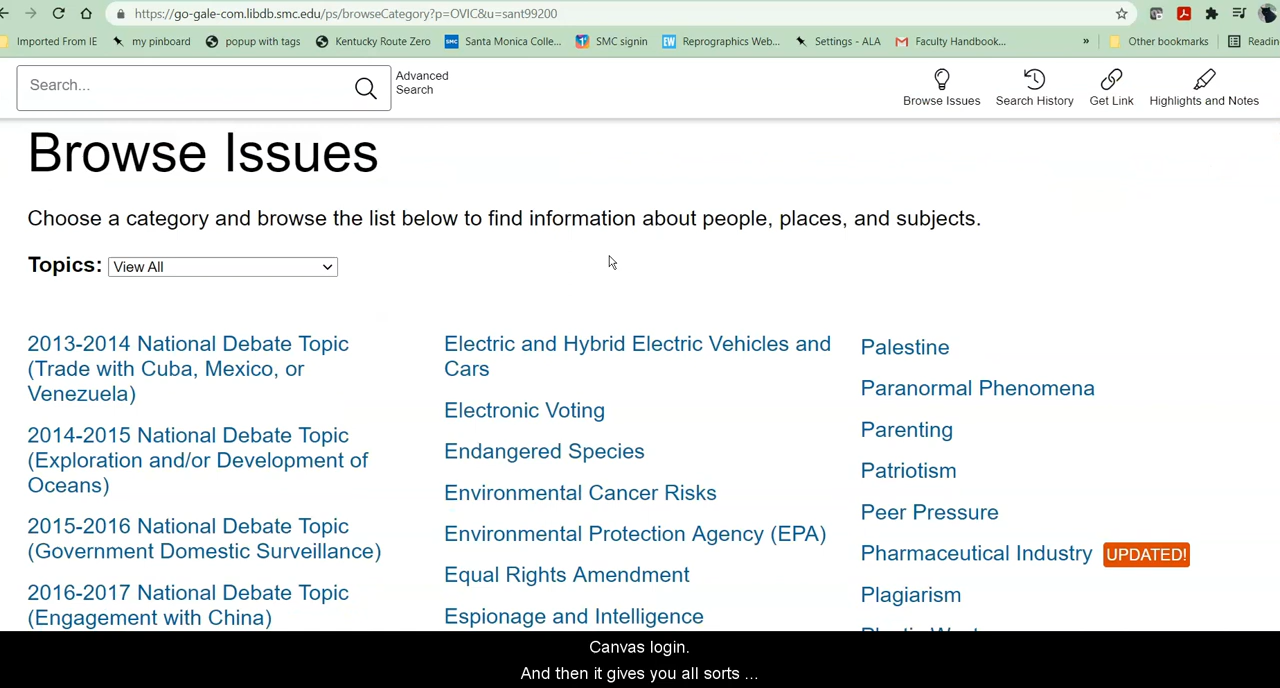 https://go-gale-com.libdb.smc.edu/ps/browseCategory?p=OVIC&u=sant99200
Imported From IE
my pinboard
popup with tags
Kentucky Route Zero
SMC
Santa Monica Colle...
SMC signin
EW
Reprographics Web...
Settings - ALA
Faculty Handbook...
»
Other bookmarks
Readin
Search...
Advanced
Search
Browse Issues
Search History
Get Link
Highlights and Notes
Browse Issues
Choose a category and browse the list below to find information about people, places, and subjects.
Topics: View All
2013-2014 National Debate Topic
(Trade with Cuba, Mexico, or
Venezuela)
2014-2015 National Debate Topic
(Exploration and/or Development of
Oceans)
2015-2016 National Debate Topic
(Government Domestic Surveillance)
2016-2017 National Debate Topic
(Engagement with China)
Electric and Hybrid Electric Vehicles and
Cars
Electronic Voting
Endangered Species
Environmental Cancer Risks
Environmental Protection Agency (EPA)
Equal Rights Amendment
Espionage and Intelligence
Palestine
Paranormal Phenomena
Parenting
Patriotism
Peer Pressure
Pharmaceutical Industry UPDATED!
Plagiarism
Canvas login.
And then it gives you all sorts ...